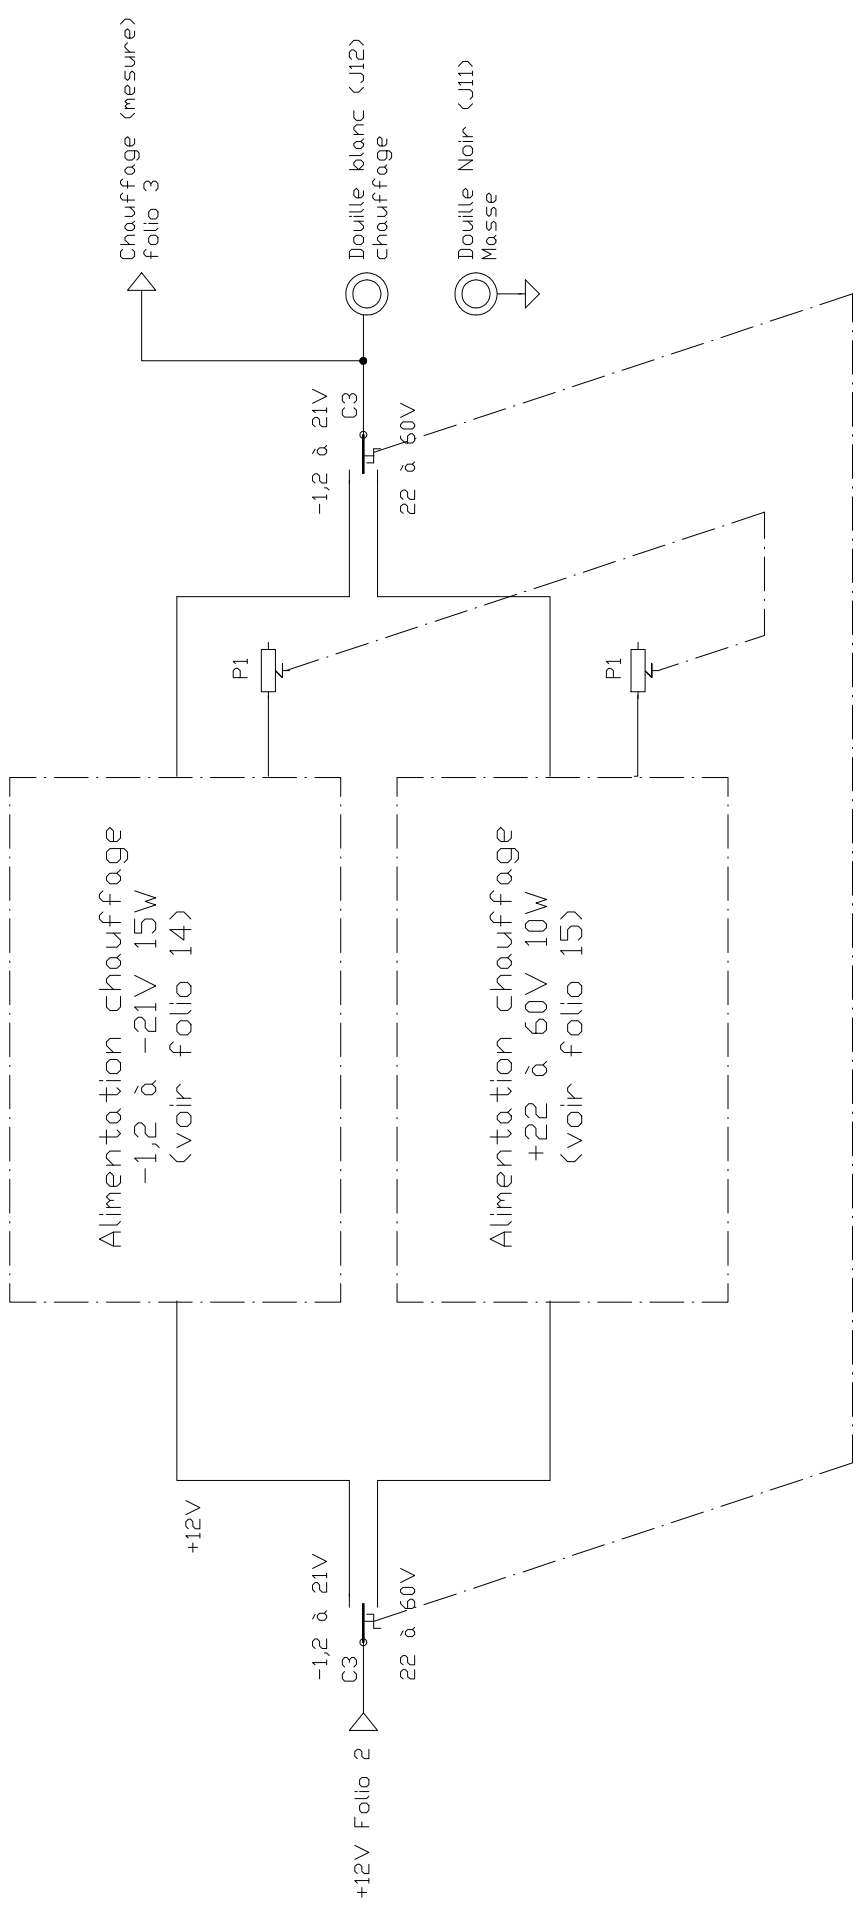 +12V Folio 2
-1,2 à 21V
C3
22 à 60V
+12V
Alimentation chauffage
-1,2 à -21V 15W
(voir folio 14)
Alimentation chauffage
+22 à 60V 10W
(voir folio 15)
P1
P1
-1,2 à 21V
C3
22 à 60V
Chauffage (mesure)
folio 3
Douille blanc (J12)
chauffage
Douille Noir (J11)
Masse